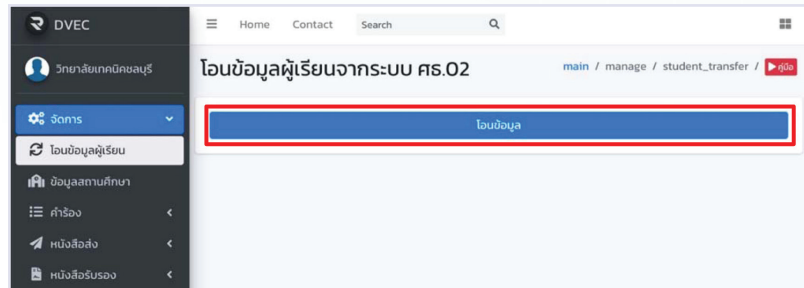 DVEC
Home Contact Search
วิทยาลัยเทคนิคชลบุรี
โอนข้อมูลผู้เรียนจากระบบ ศธ.02
main / manage / student_transfer / คู่มือ
จัดการ
โอนข้อมูล
โอนข้อมูลผู้เรียน
ข้อมูลสถานศึกษา
คำร้อง
หนังสือส่ง
หนังสือรับรอง